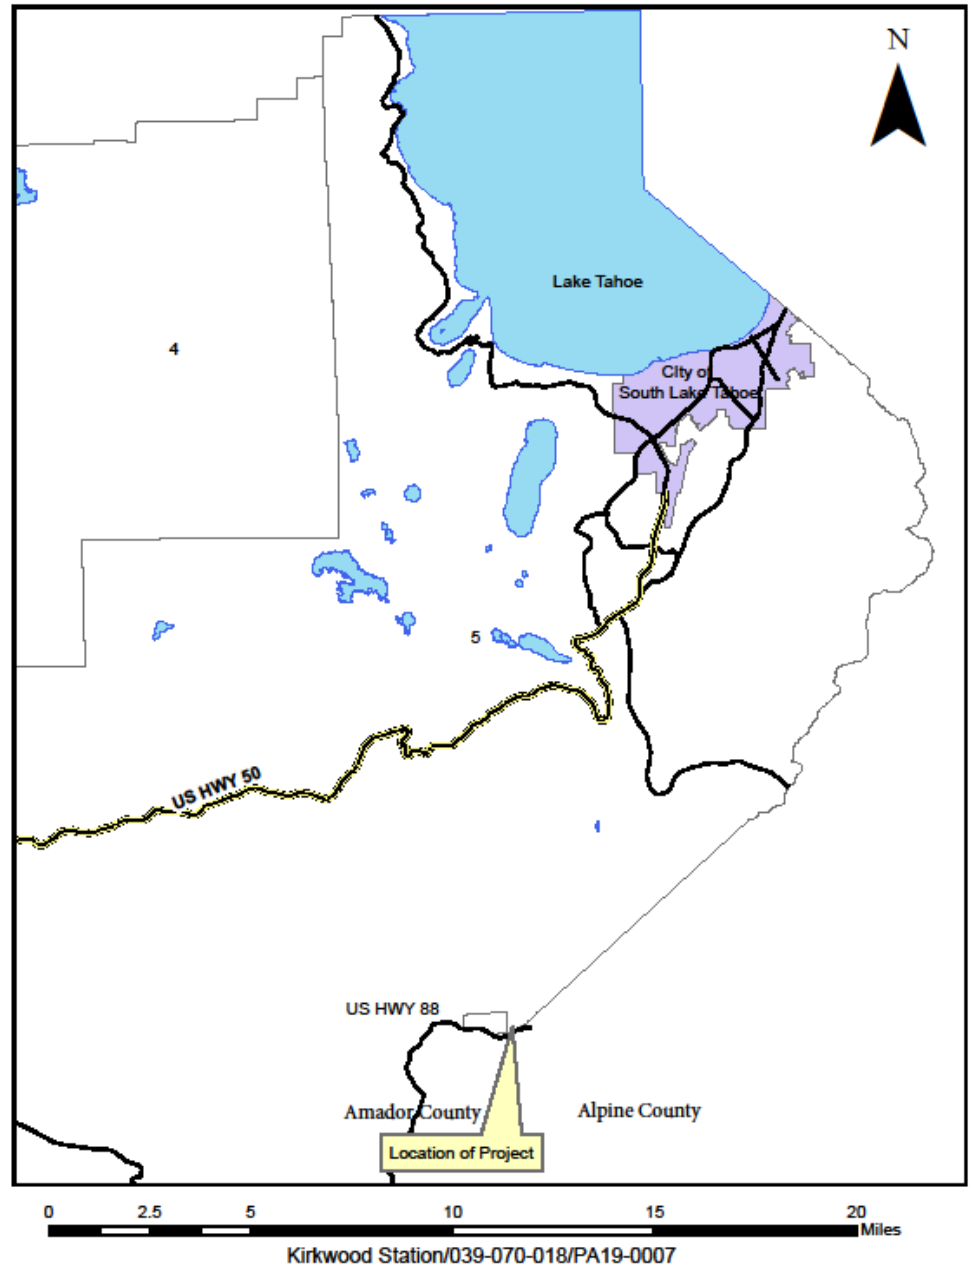 N
Lake Tahoe
4
CIty of
South Lake Tahoe
5
US HWY 50
US HWY 88
Amador County
Alpine County
Location of Project
0 2.5 5 10 15 20
Miles
Kirkwood Station/039-070-018/PA19-0007